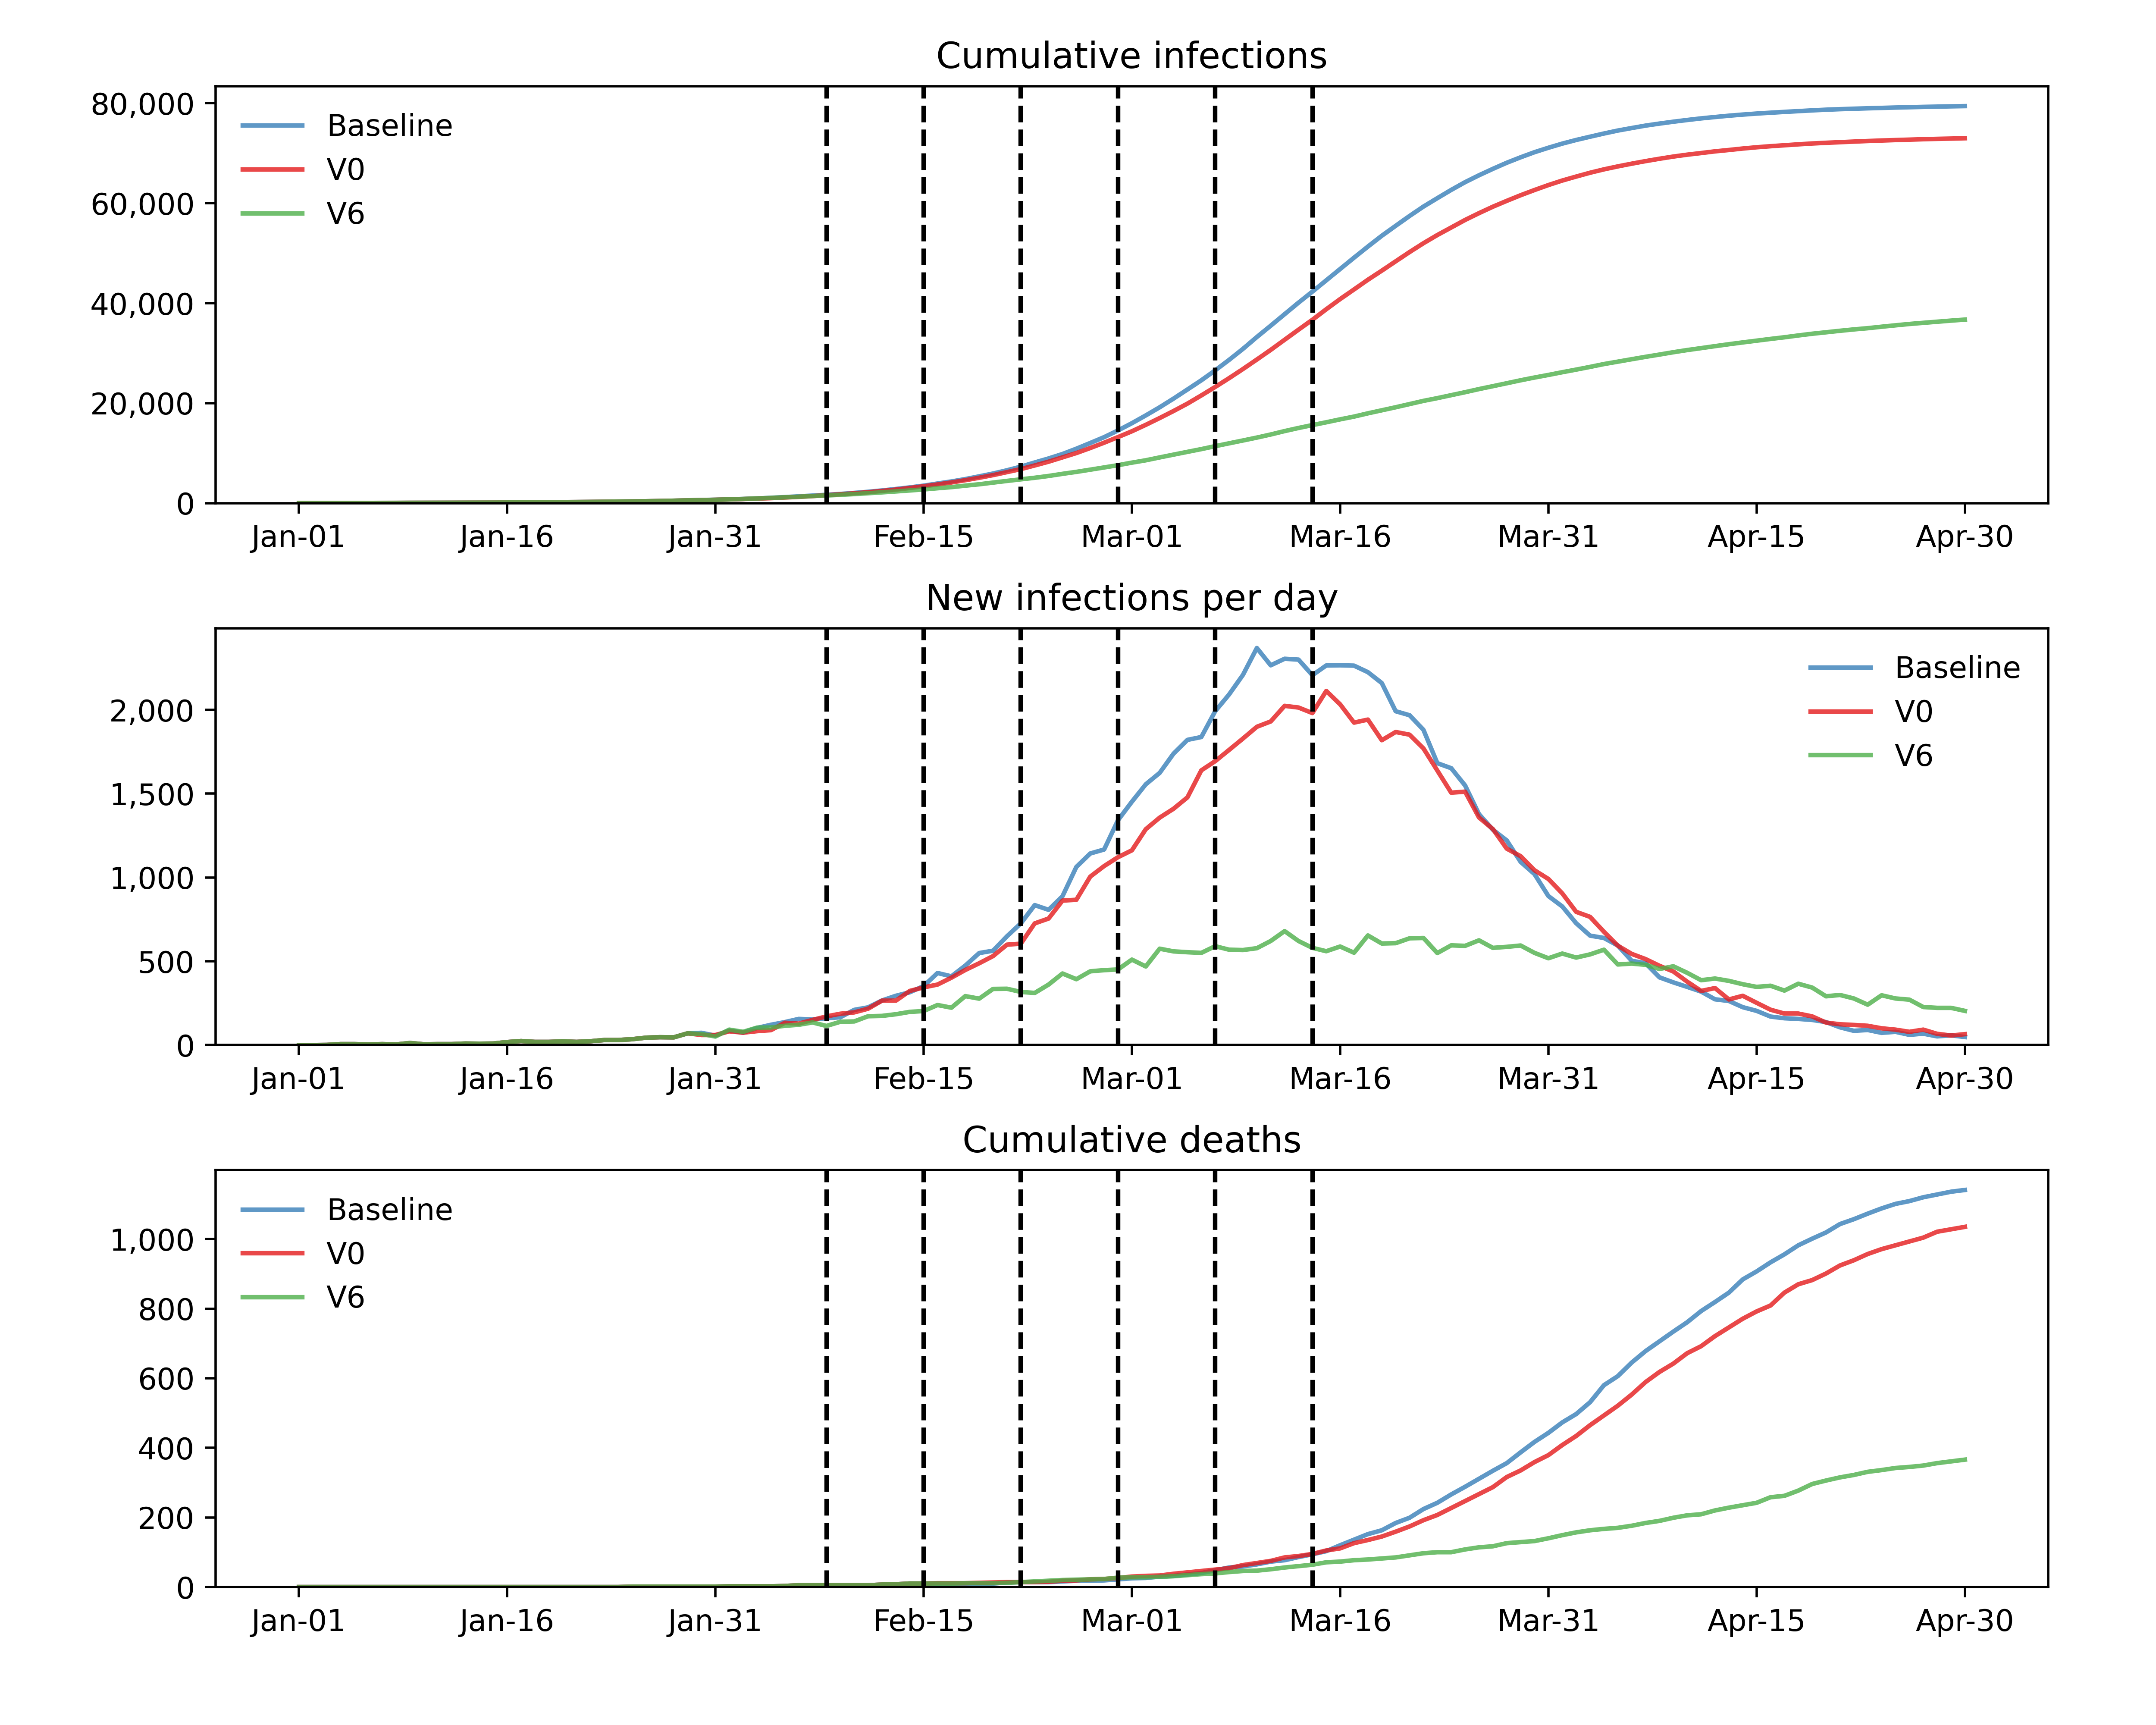 Cumulative infections
80,000
60,000
40,000
20,000
0
Baseline
V0
V6
Jan-01 Jan-16 Jan-31 Feb-15 Mar-01 Mar-16 Mar-31 Apr-15 Apr-30
New infections per day
2,000
1,500
1,000
500
0
Baseline
V0
V6
Jan-01 Jan-16 Jan-31 Feb-15 Mar-01 Mar-16 Mar-31 Apr-15 Apr-30
Cumulative deaths
1,000
800
600
400
200
0
Baseline
V0
V6
Jan-01 Jan-16 Jan-31 Feb-15 Mar-01 Mar-16 Mar-31 Apr-15 Apr-30